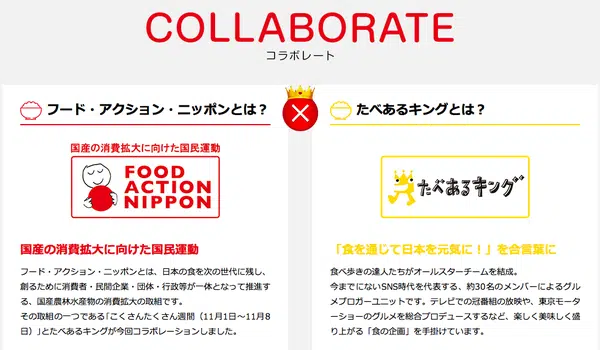 COLLABORATE
コラボレート
フード・アクション・ニッポンとは？
国産の消費拡大に向けた国民運動
FOOD
ACTION
NIPPON
国産の消費拡大に向けた国民運動
フード・アクション・ニッポンとは、日本の食を次の世代に残し、
創るために消費者・民間企業・団体・行政等が一体となって推進す
る、国産農林水産物の消費拡大の取組です。
その取組の一つである「こくさんたくさん週間（11月1日〜11月8
日）」とたべあるキングが今回コラボレーションしました。
たべあるキングとは？
たべあるキング
「食を通じて日本を元気に！」を合言葉に
食べ歩きの達人たちがオールスターチームを結成。
今までにないSNS時代を代表する、約30名のメンバーによるグル
メブロガーユニットです。テレビでの冠番組の放映や、東京モータ
ーショーのグルメを総合プロデュースするなど、楽しく美味しく盛
り上がる「食の企画」を手掛けています。